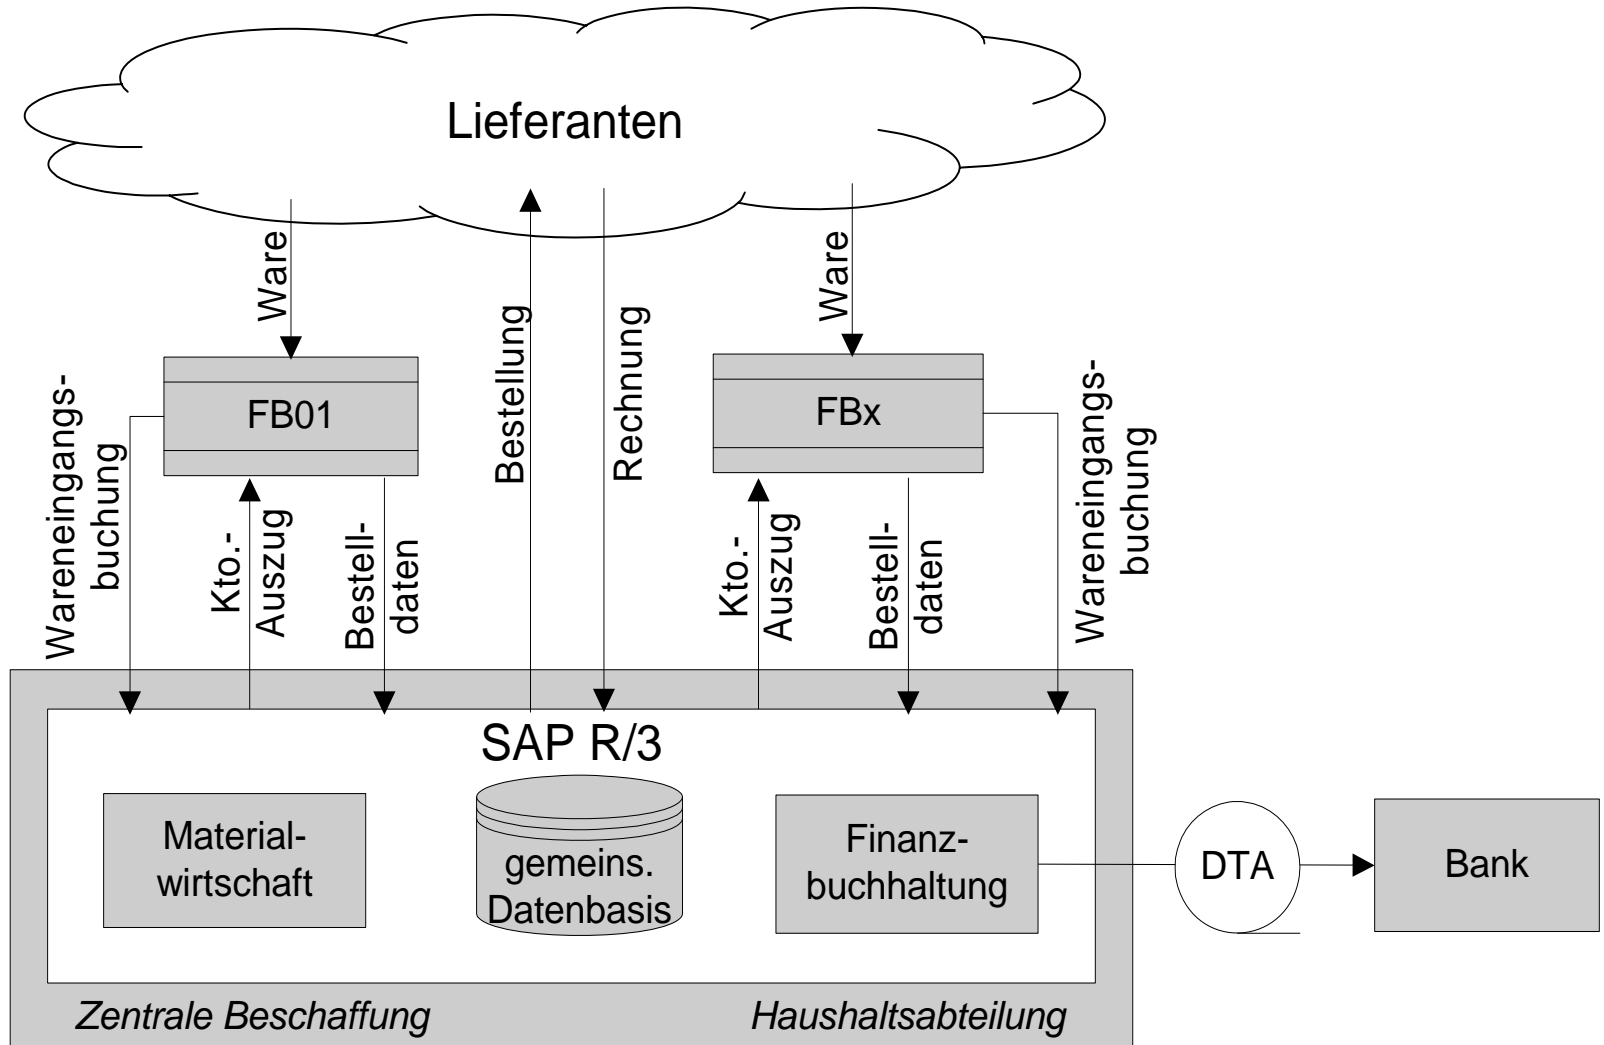 Lieferanten
Ware
Ware
Bestellung
Rechnung
FB01
FBx
Wareneingangs-
buchung
Kto.-
Auszug
Bestell-
daten
Kto.-
Auszug
Bestell-
daten
Wareneingangs-
buchung
SAP R/3
Material-
wirtschaft
gemeins.
Datenbasis
Finanz-
buchhaltung
DTA
Bank
Zentrale Beschaffung
Haushaltsabteilung